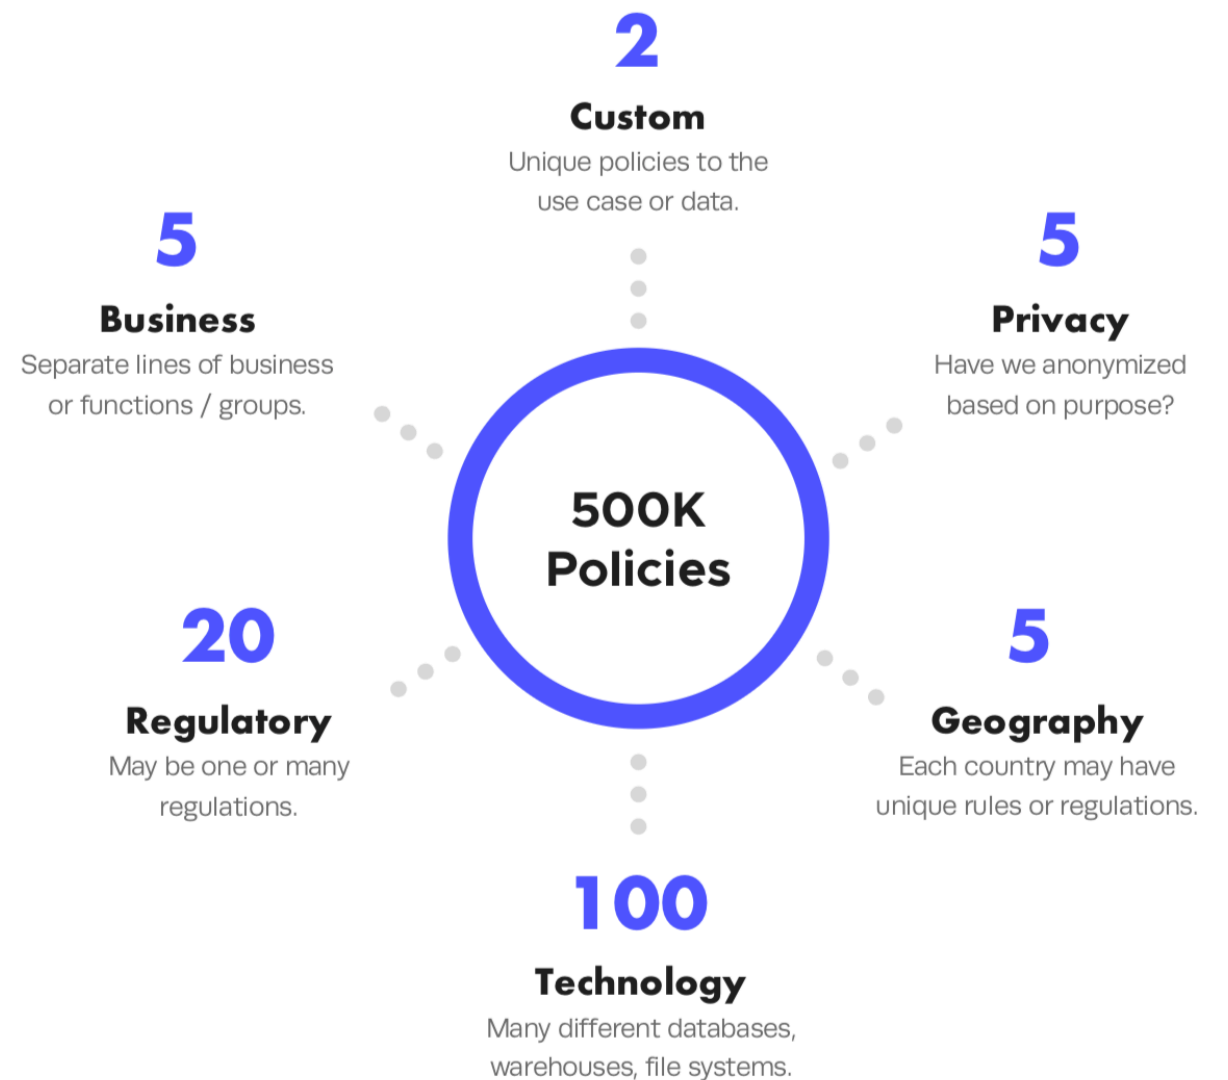 2
Custom
Unique policies to the
use case or data.
5
Business
Separate lines of business
or functions / groups.
5
Privacy
Have we anonymized
based on purpose?
500K
Policies
20
Regulatory
May be one or many
regulations.
5
Geography
Each country may have
unique rules or regulations.
100
Technology
Many different databases,
warehouses, file systems.